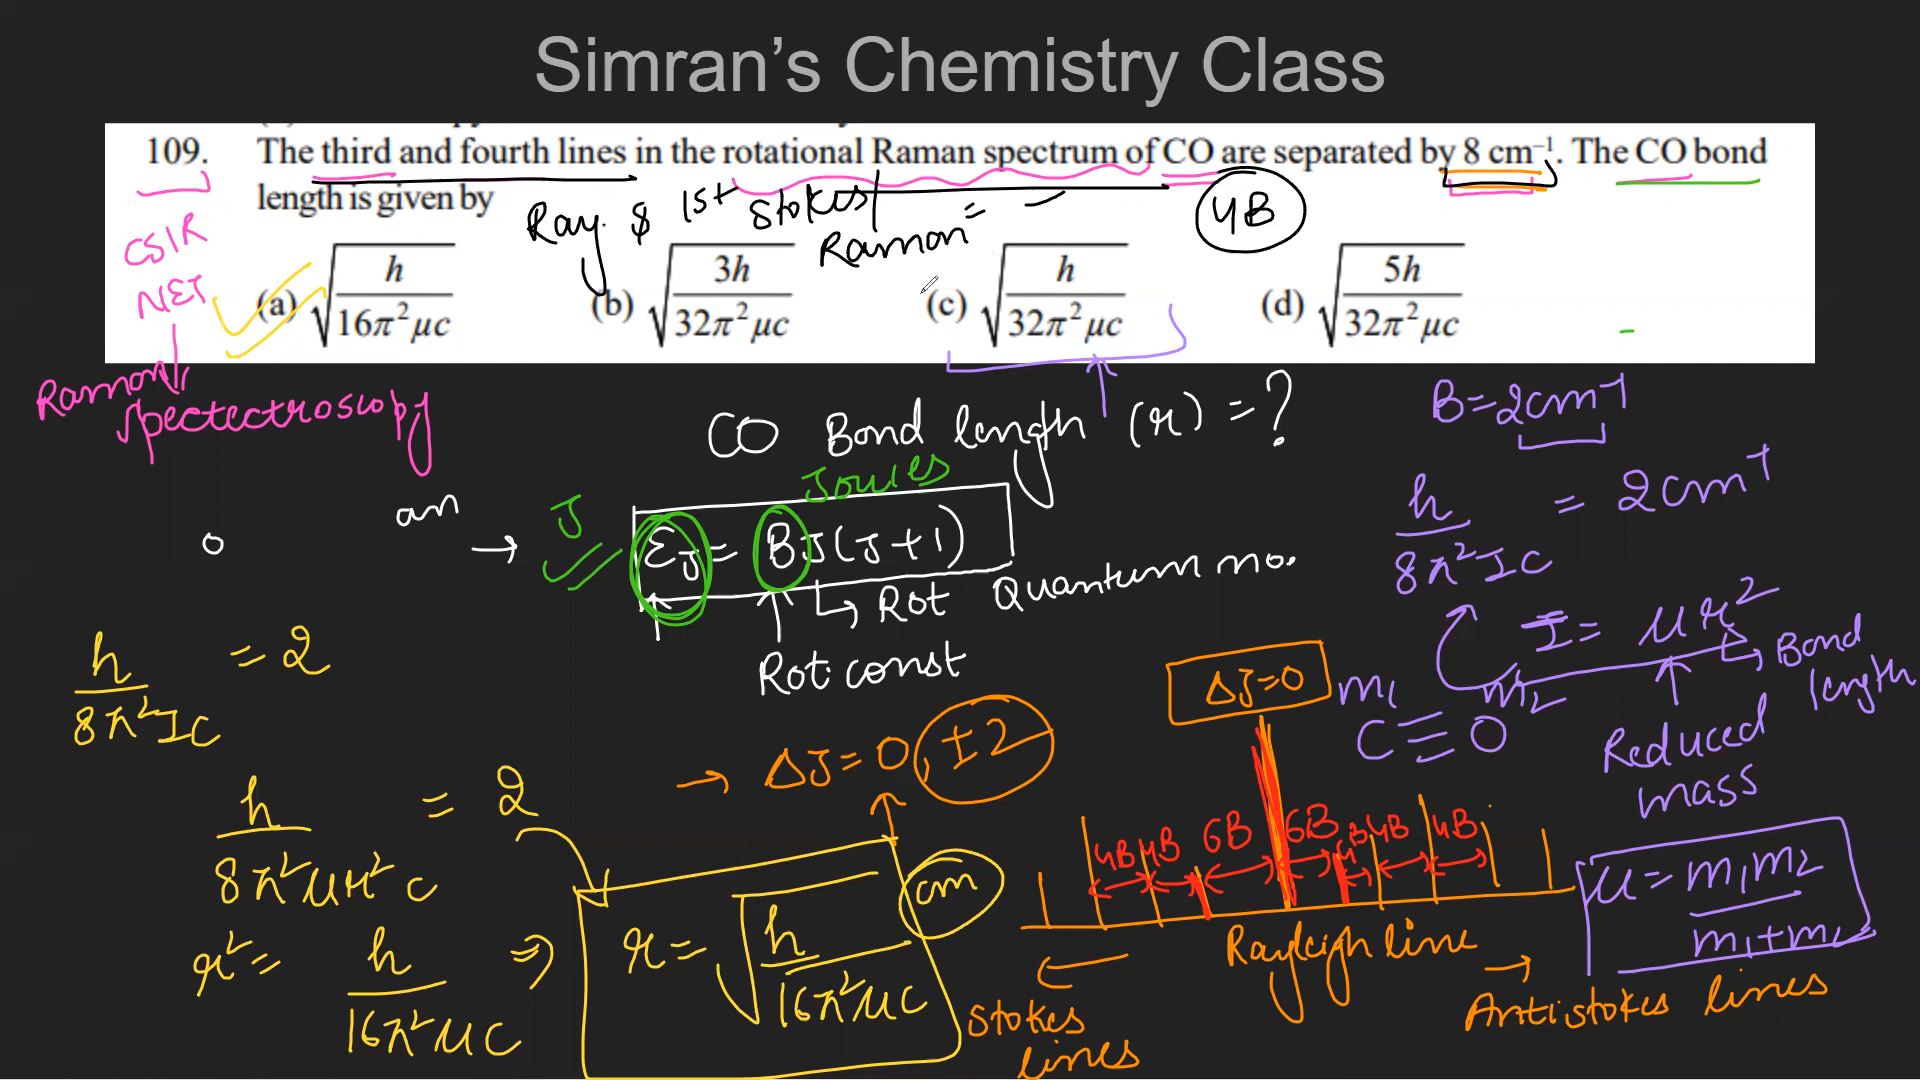 Simran's Chemistry Class
109. The third and fourth lines in the rotational Raman spectrum of CO are separated by 8 cm⁻¹. The CO bond
length is given by
Ray. & 1st Stokes
Raman =
4B
(a) √(h / 16π²μc) (b) √(3h / 32π²μc) (c) √(h / 32π²μc) (d) √(5h / 32π²μc)
CSIR
NET
Raman
Spectectroscopy
CO Bond length (r) = ?
B = 2cm⁻¹
Joules
J
an
o
→ εJ = BJ(J+1)
→ Rot Quantum no.
Rot. const
h / 8π²Ic = 2cm⁻¹
I = μr²
Bond
length
Reduced
mass
m1 m2
C≡O
μ = m1m2 / m1+m2
h / 8π²Ic = 2
h / 8π²μr²c = 2
r² = h / 16π²μc ⇒ r = √(h / 16π²μc) cm
→ ΔJ = 0, ±2
ΔJ=0
4B 4B 6B 6B 4B 4B 4B
Rayleigh line
Stokes
lines
→
Antistokes lines